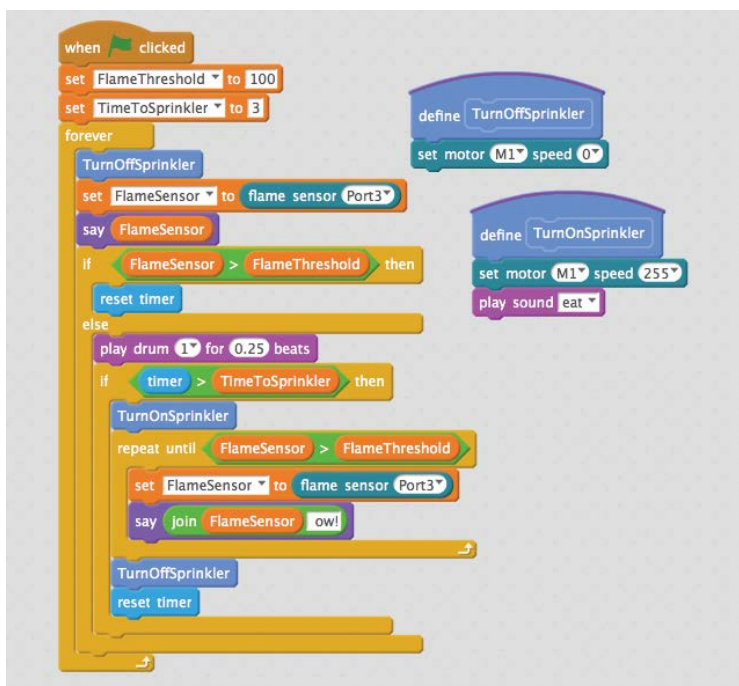 when clicked
set FlameThreshold to 100
set TimeToSprinkler to 3
forever
TurnOffSprinkler
set FlameSensor to flame sensor Port3
say FlameSensor
if FlameSensor > FlameThreshold then
reset timer
else
play drum 1 for 0.25 beats
if timer > TimeToSprinkler then
TurnOnSprinkler
repeat until FlameSensor > FlameThreshold
set FlameSensor to flame sensor Port3
say join FlameSensor ow!
TurnOffSprinkler
reset timer
define TurnOffSprinkler
set motor M1 speed 0
define TurnOnSprinkler
set motor M1 speed 255
play sound eat